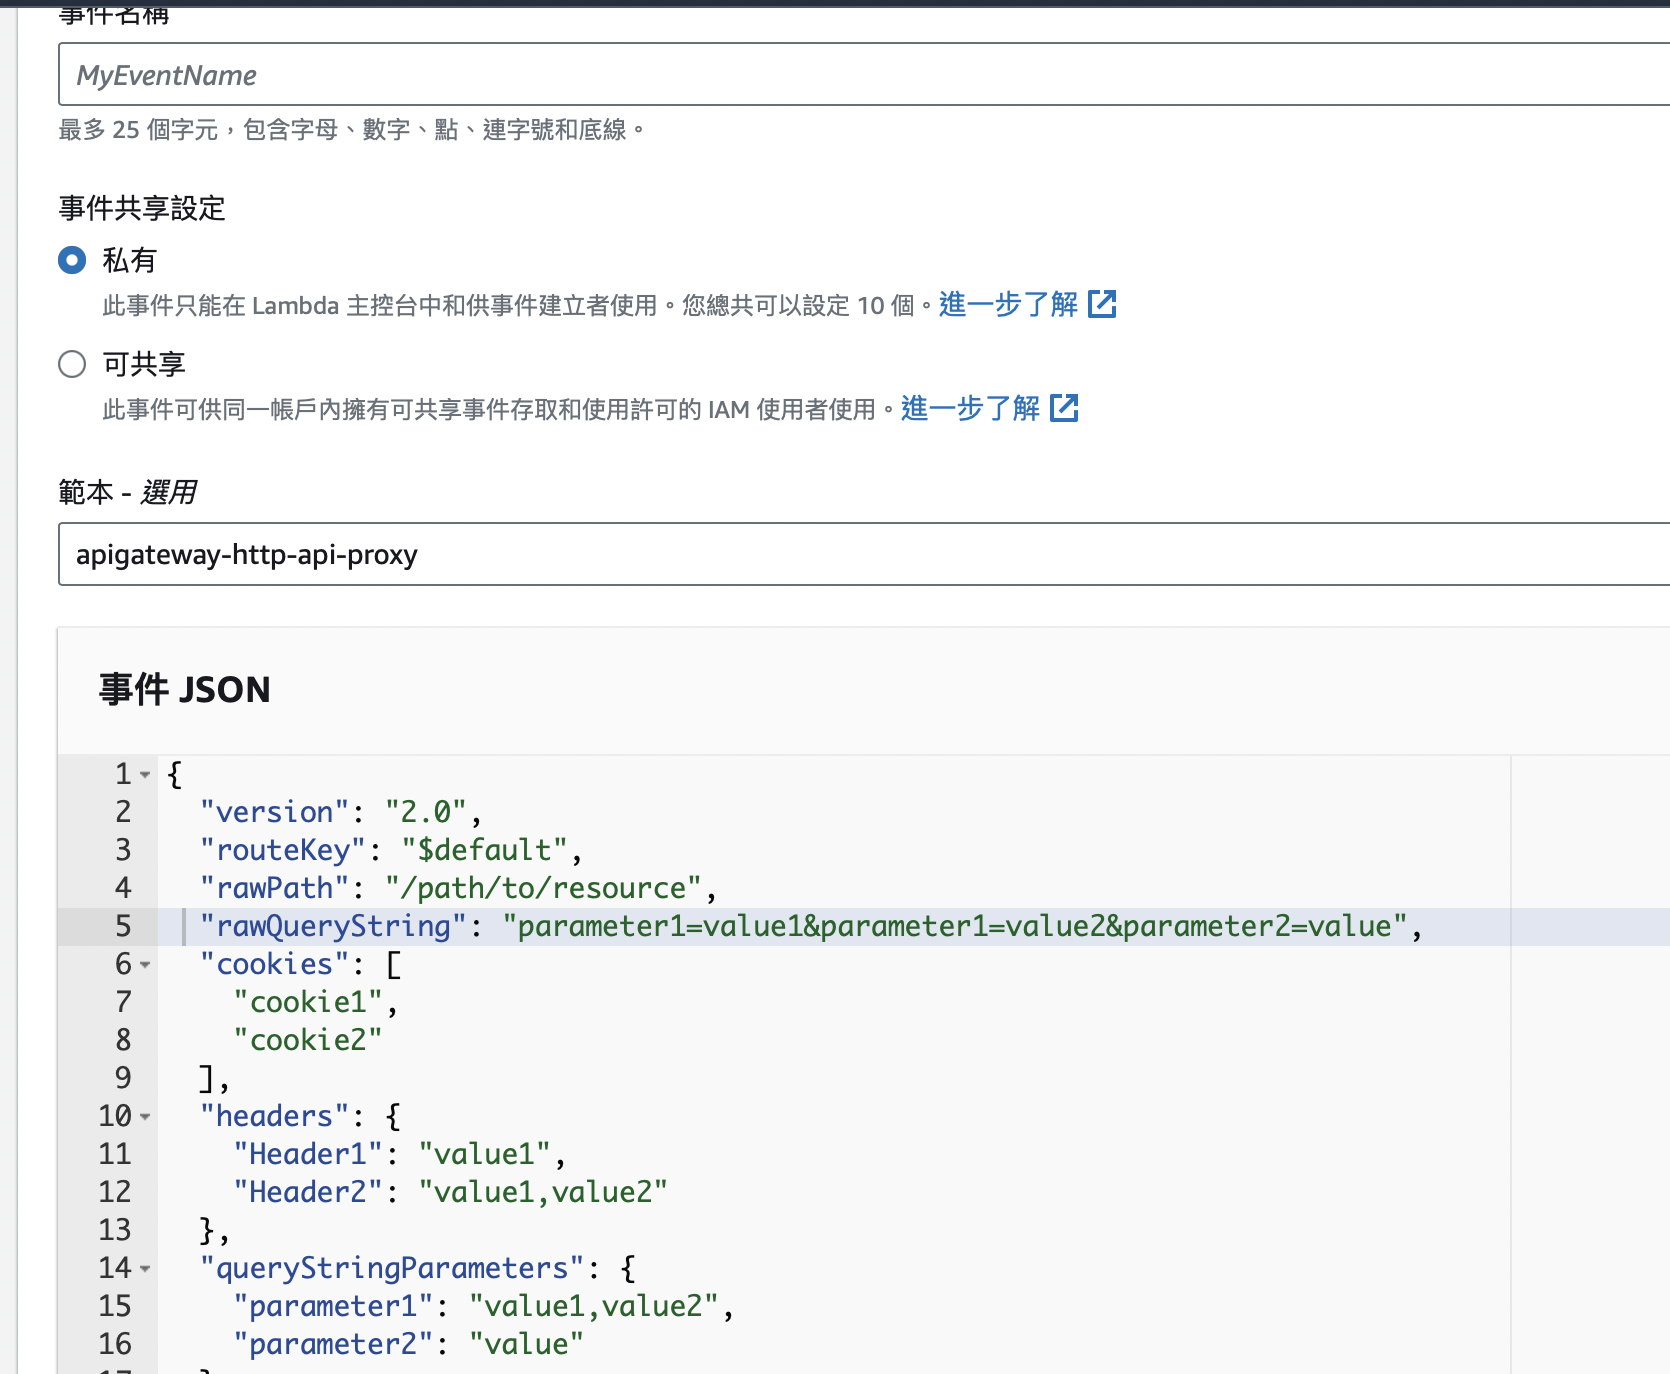 事件名稱
MyEventName
最多 25 個字元，包含字母、數字、點、連字號和底線。
事件共享設定
私有
此事件只能在 Lambda 主控台中和供事件建立者使用。您總共可以設定 10 個。進一步了解
可共享
此事件可供同一帳戶內擁有可共享事件存取和使用許可的 IAM 使用者使用。進一步了解
範本 - 選用
apigateway-http-api-proxy
事件 JSON
1 {
2 "version": "2.0",
3 "routeKey": "$default",
4 "rawPath": "/path/to/resource",
5 "rawQueryString": "parameter1=value1&parameter1=value2&parameter2=value",
6 "cookies": [
7 "cookie1",
8 "cookie2"
9 ],
10 "headers": {
11 "Header1": "value1",
12 "Header2": "value1,value2"
13 },
14 "queryStringParameters": {
15 "parameter1": "value1,value2",
16 "parameter2": "value"